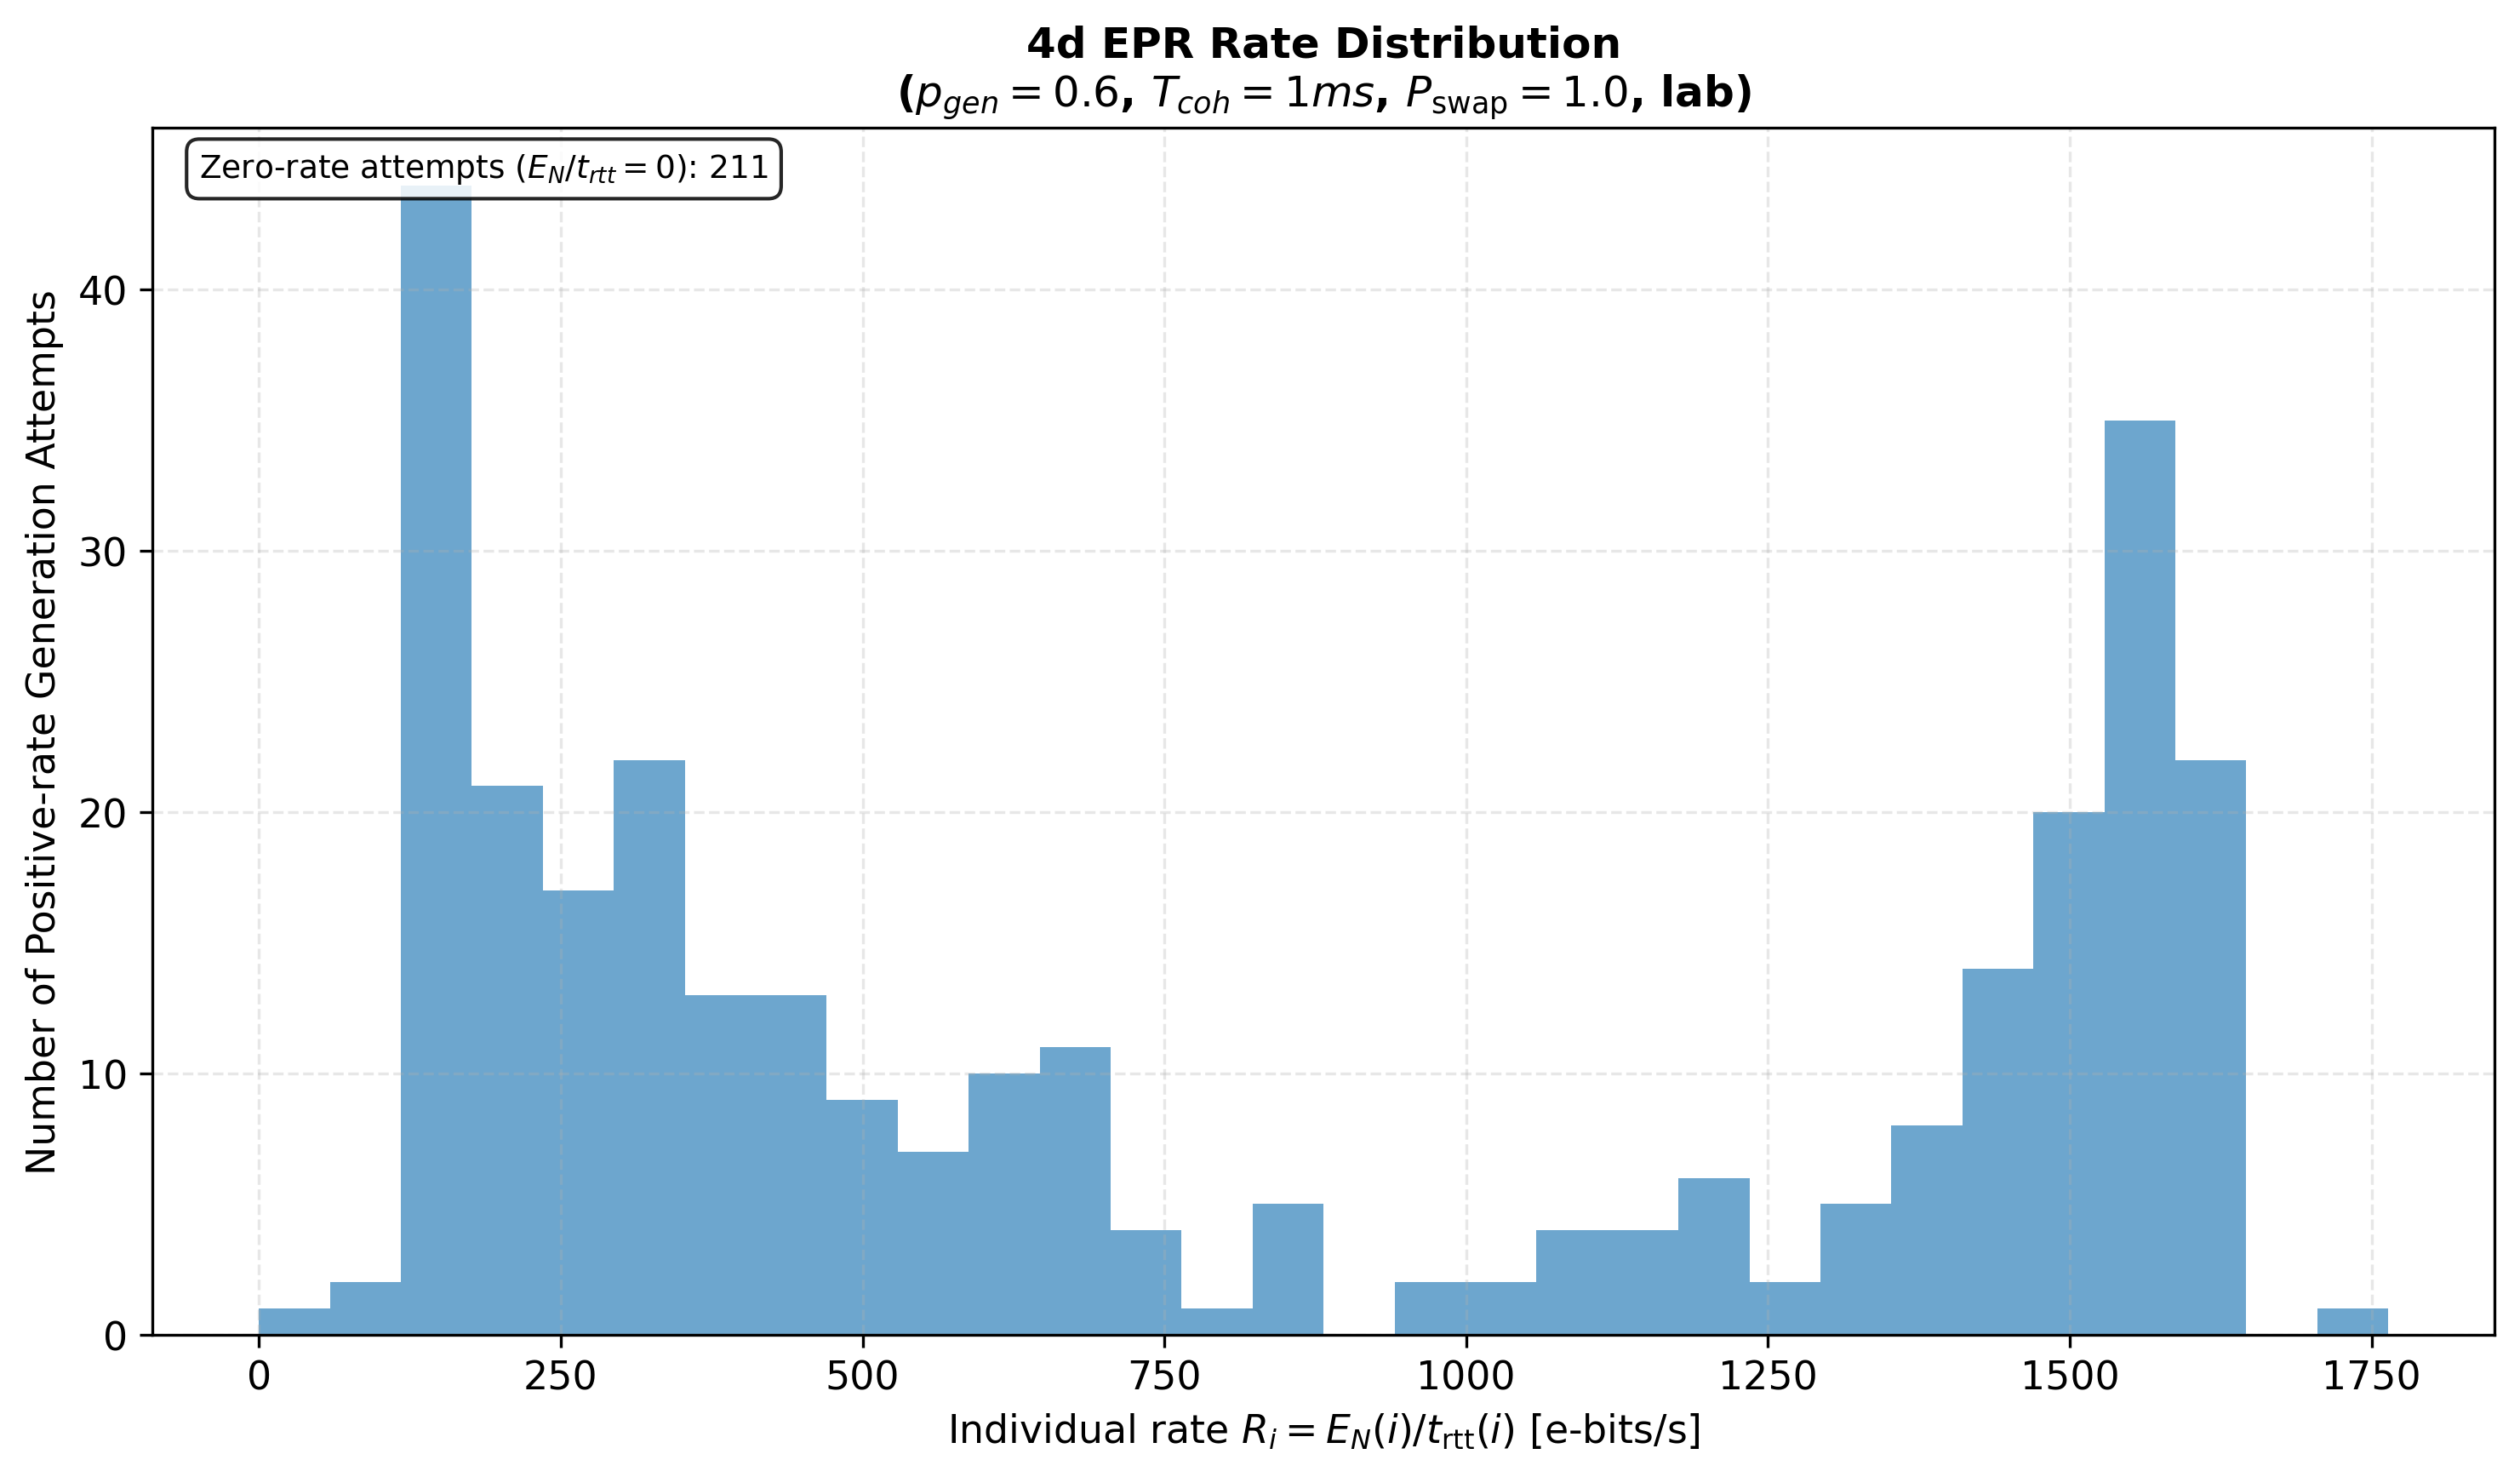 4d EPR Rate Distribution
(p_gen = 0.6, T_coh = 1ms, P_swap = 1.0, lab)
Zero-rate attempts (E_N/t_rtt = 0): 211
Number of Positive-rate Generation Attempts
40
30
20
10
0
0 250 500 750 1000 1250 1500 1750
Individual rate R_i = E_N(i)/t_rtt(i) [e-bits/s]